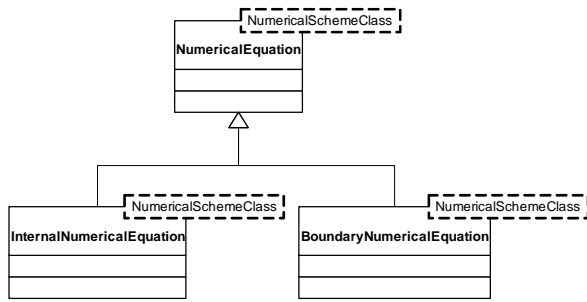 NumericalSchemeClass
NumericalEquation
NumericalSchemeClass
InternalNumericalEquation
NumericalSchemeClass
BoundaryNumericalEquation